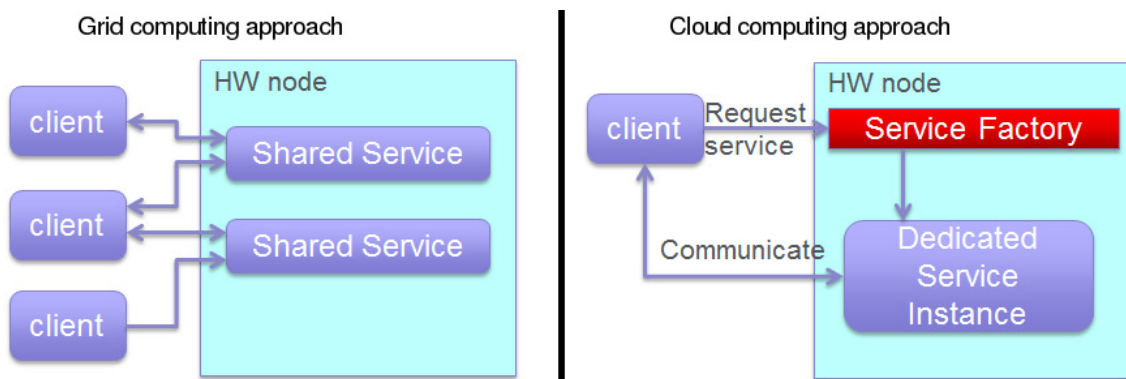 Grid computing approach
HW node
client
Shared Service
client
Shared Service
client
Cloud computing approach
HW node
client
Request
service
Service Factory
Communicate
Dedicated
Service
Instance